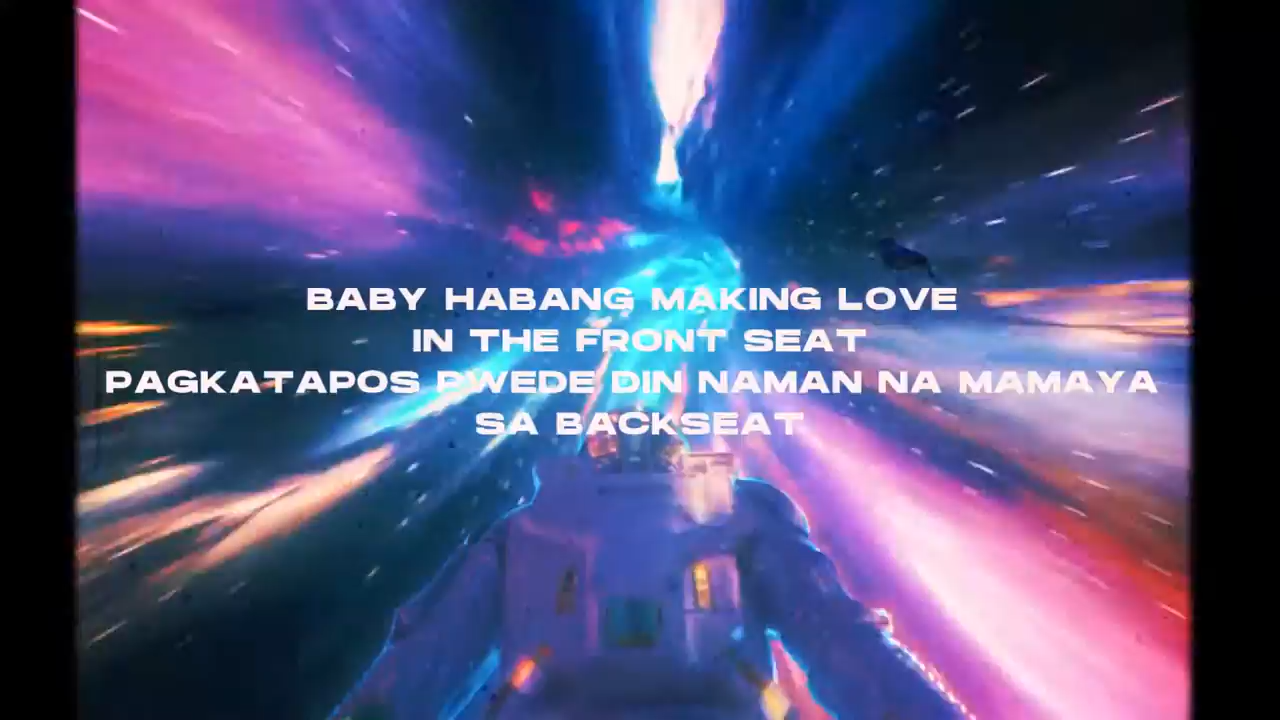 BABY HABANG MAKING LOVE
IN THE FRONT SEAT
PAGKATAPOS PWEDE DIN NAMAN NA MAMAYA
SA BACKSEAT